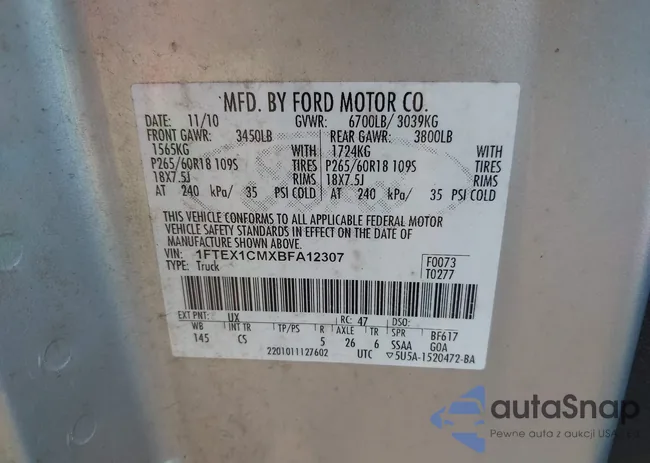 MFD. BY FORD MOTOR CO.
DATE: 11/10 GVWR: 6700LB/ 3039KG
FRONT GAWR: 3450LB REAR GAWR: 3800LB
1565KG WITH 1724KG WITH
P265/60R18 109S TIRES P265/60R18 109S TIRES
18X7.5J RIMS 18X7.5J RIMS
AT 240 kPa/ 35 PSI COLD AT 240 kPa/ 35 PSI COLD
THIS VEHICLE CONFORMS TO ALL APPLICABLE FEDERAL MOTOR
VEHICLE SAFETY STANDARDS IN EFFECT ON THE DATE OF
MANUFACTURE SHOWN ABOVE.
VIN: 1FTEX1CMXBFA12307 F0073
TYPE: Truck T0277
EXT PNT: UX RC: 47 BF617
WB INT TR TP/PS R AXLE TR SPR GOA
145 CS 5 26 6 SSAA
2201011127602 UTC ▽5U5A-1520472-BA
autaSnap
Pewne auta z aukcji USA